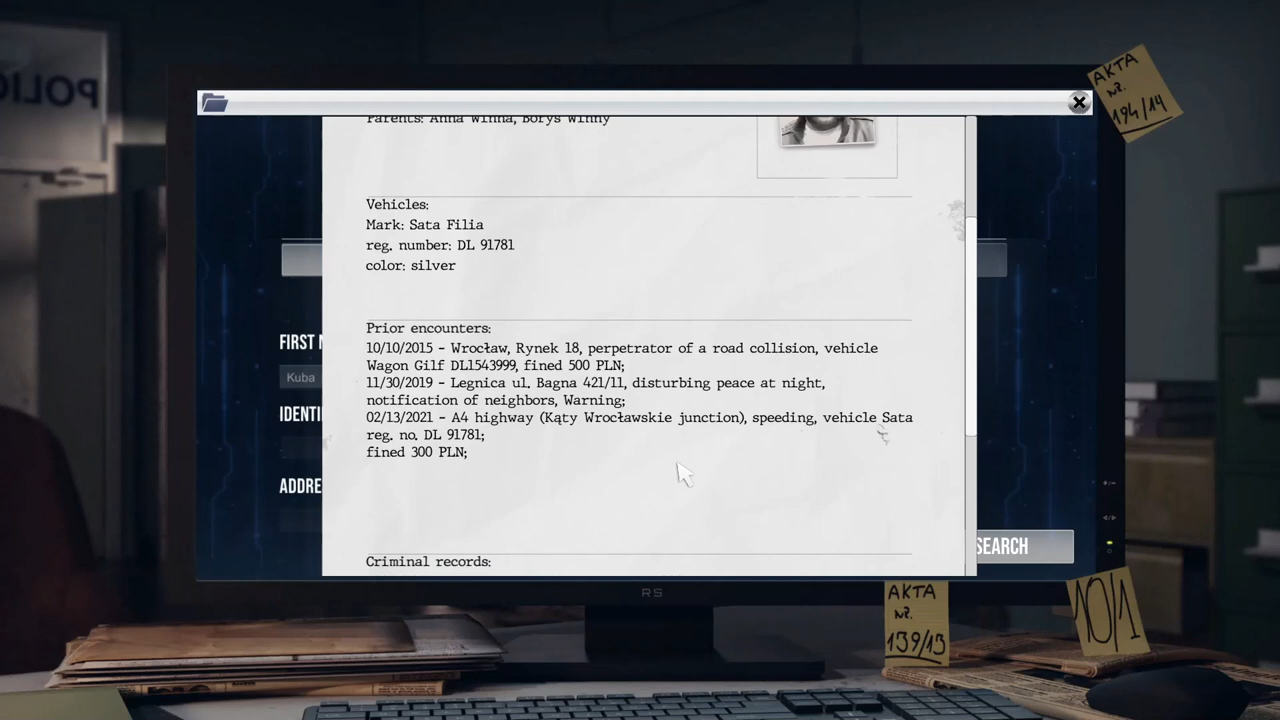 POLIC
AKTA
NR.
194/14
Parents: Anna Winna, Borys Winny
Vehicles:
Mark: Sata Filia
reg. number: DL 91781
color: silver
Prior encounters:
10/10/2015 - Wrocław, Rynek 18, perpetrator of a road collision, vehicle
Wagon Gilf DL1543999, fined 500 PLN;
11/30/2019 - Legnica ul. Bagna 421/11, disturbing peace at night,
notification of neighbors, Warning;
02/13/2021 - A4 highway (Kąty Wrocławskie junction), speeding, vehicle Sata
reg. no. DL 91781;
fined 300 PLN;
Criminal records:
FIRST N
Kuba
IDENTI
ADDRE
SEARCH
RS
AKTA
NR.
139/13
10/1